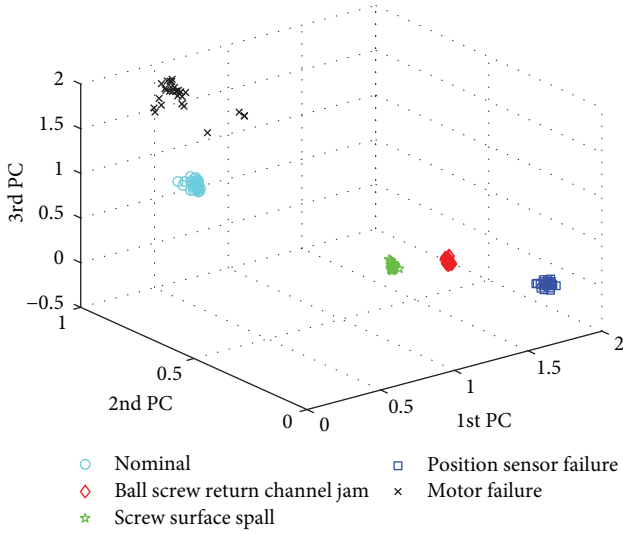 2
1.5
1
0.5
0
−0.5
3rd PC
1
0.5
0
2nd PC
0
0.5
1
1.5
2
1st PC
Nominal
Ball screw return channel jam
Screw surface spall
Position sensor failure
Motor failure